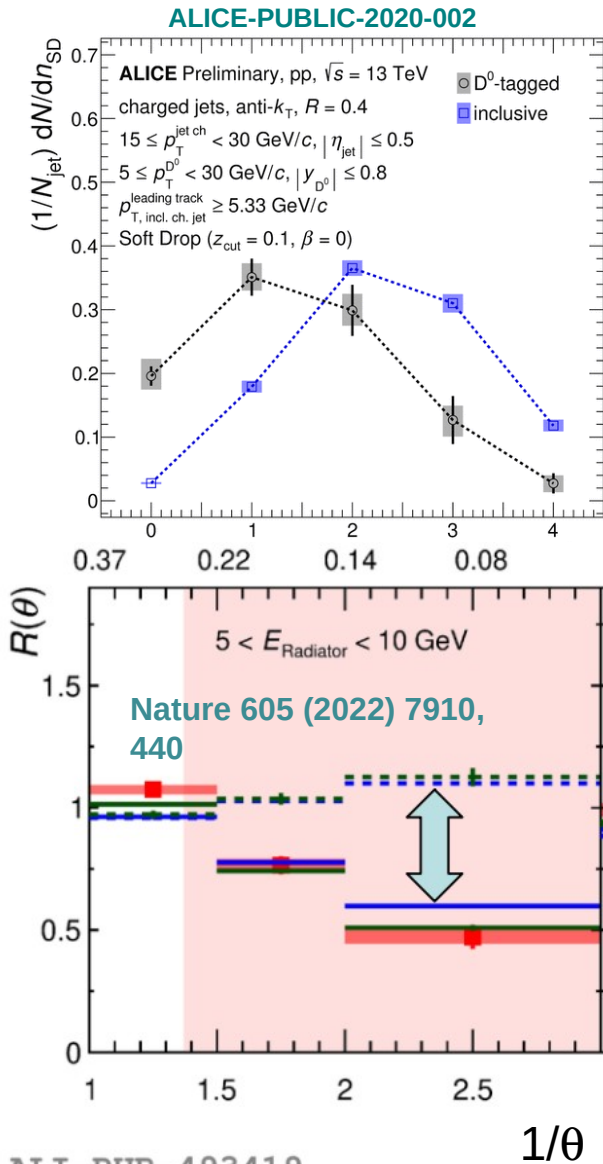 ALICE-PUBLIC-2020-002
(1/N_jet) dN/dn_SD
0.7
0.6
0.5
0.4
0.3
0.2
0.1
0
ALICE Preliminary, pp, √s = 13 TeV
charged jets, anti-k_T, R = 0.4
15 ≤ p_T^jet ch < 30 GeV/c, |η_jet| ≤ 0.5
5 ≤ p_T^D⁰ < 30 GeV/c, |y_D⁰| ≤ 0.8
p_T, incl. ch. jet^leading track ≥ 5.33 GeV/c
Soft Drop (z_cut = 0.1, β = 0)
D⁰-tagged
inclusive
0 1 2 3 4
0.37 0.22 0.14 0.08
R(θ)
5 < E_Radiator < 10 GeV
Nature 605 (2022) 7910,
440
1.5
1
0.5
0
1 1.5 2 2.5
1/θ